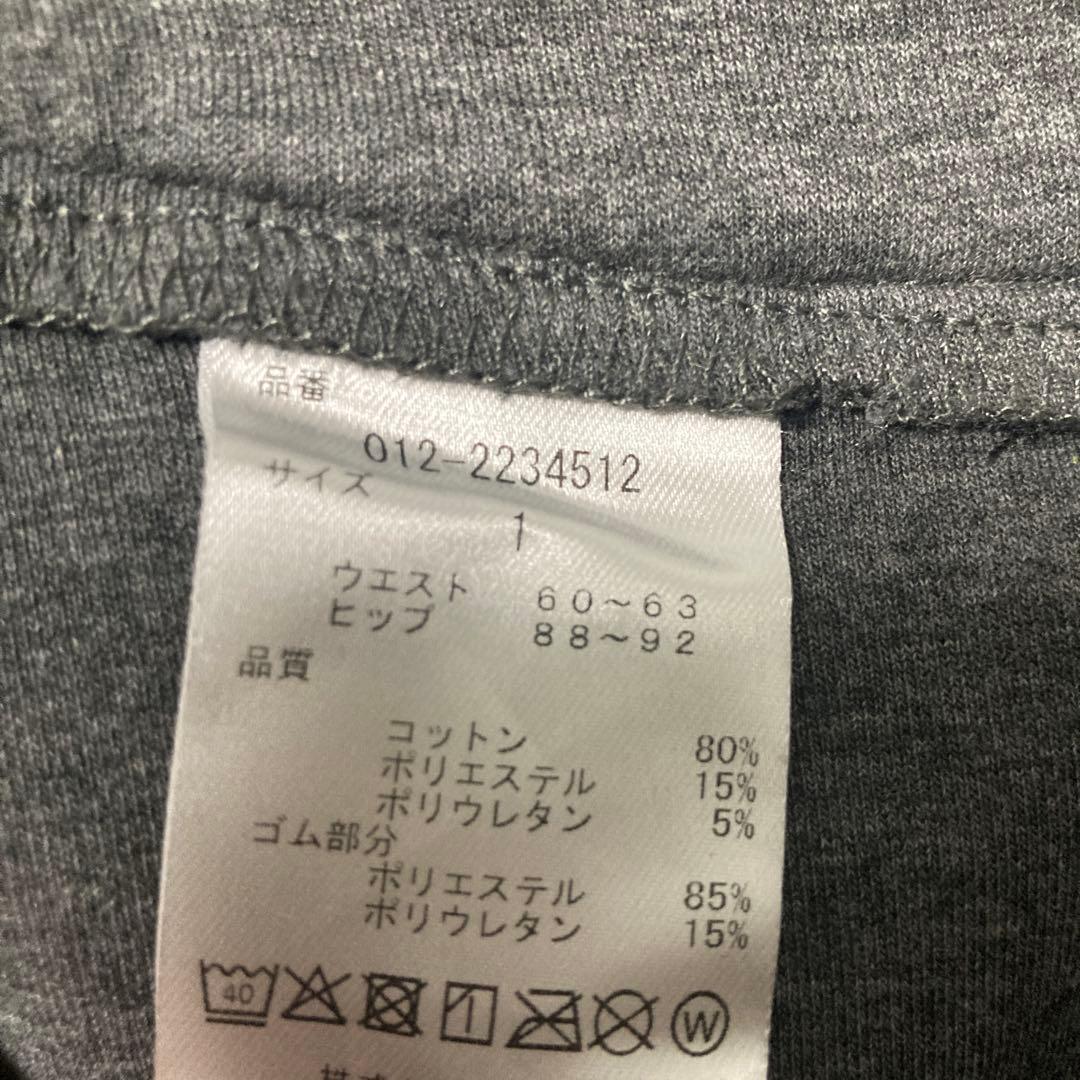 品番
012-2234512
サイズ
1
ウエスト 60~63
ヒップ 88~92
品質
コットン 80%
ポリエステル 15%
ポリウレタン 5%
ゴム部分
ポリエステル 85%
ポリウレタン 15%
40 W